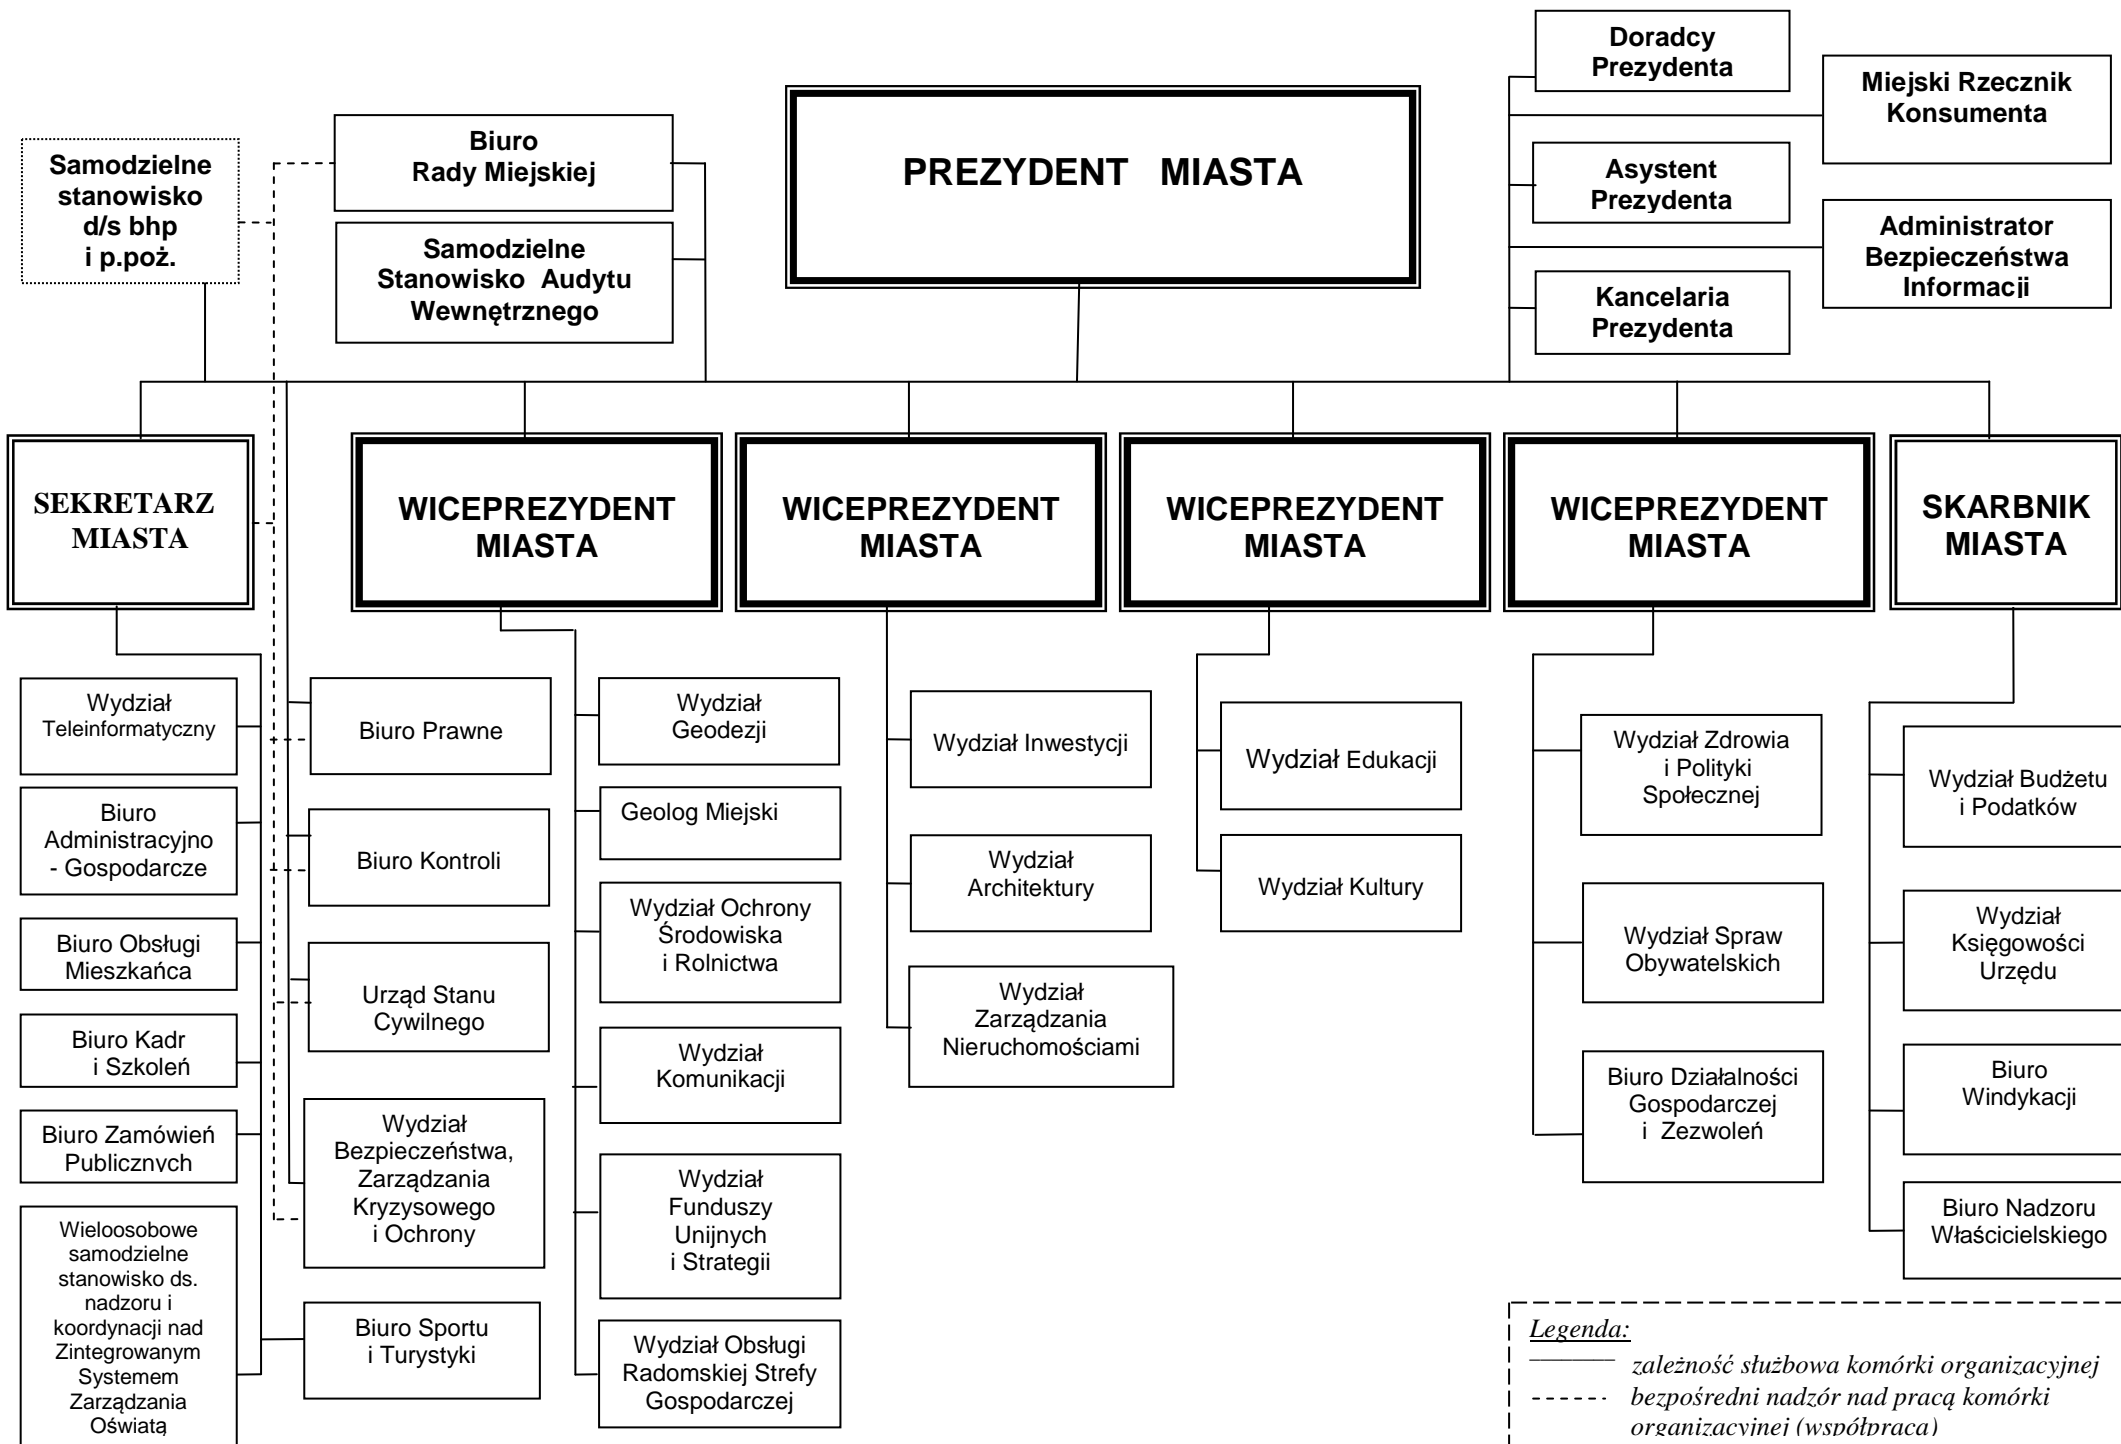 Doradcy
Prezydenta
Miejski Rzecznik
Konsumenta
Biuro
Rady Miejskiej
PREZYDENT MIASTA
Samodzielne
stanowisko
d/s bhp
i p.poż.
Asystent
Prezydenta
Samodzielne
Stanowisko Audytu
Wewnętrznego
Administrator
Bezpieczeństwa
Informacji
Kancelaria
Prezydenta
SEKRETARZ
MIASTA
WICEPREZYDENT
MIASTA
WICEPREZYDENT
MIASTA
WICEPREZYDENT
MIASTA
WICEPREZYDENT
MIASTA
SKARBNIK
MIASTA
Wydział
Teleinformatyczny
Biuro
Administracyjno
- Gospodarcze
Biuro Obsługi
Mieszkańca
Biuro Kadr
i Szkoleń
Biuro Zamówień
Publicznych
Wieloosobowe
samodzielne
stanowisko ds.
nadzoru i
koordynacji nad
Zintegrowanym
Systemem
Zarządzania
Oświatą
Biuro Prawne
Biuro Kontroli
Urząd Stanu
Cywilnego
Wydział
Bezpieczeństwa,
Zarządzania
Kryzysowego
i Ochrony
Biuro Sportu
i Turystyki
Wydział
Geodezji
Geolog Miejski
Wydział Ochrony
Środowiska
i Rolnictwa
Wydział
Komunikacji
Wydział
Funduszy
Unijnych
i Strategii
Wydział Obsługi
Radomskiej Strefy
Gospodarczej
Wydział Inwestycji
Wydział
Architektury
Wydział
Zarządzania
Nieruchomościami
Wydział Edukacji
Wydział Kultury
Wydział Zdrowia
i Polityki
Społecznej
Wydział Spraw
Obywatelskich
Biuro Działalności
Gospodarczej
i Zezwoleń
Wydział Budżetu
i Podatków
Wydział
Księgowości
Urzędu
Biuro
Windykacji
Biuro Nadzoru
Właścicielskiego
Legenda:
zależność służbowa komórki organizacyjnej
bezpośredni nadzór nad pracą komórki
organizacyjnej (współpraca)